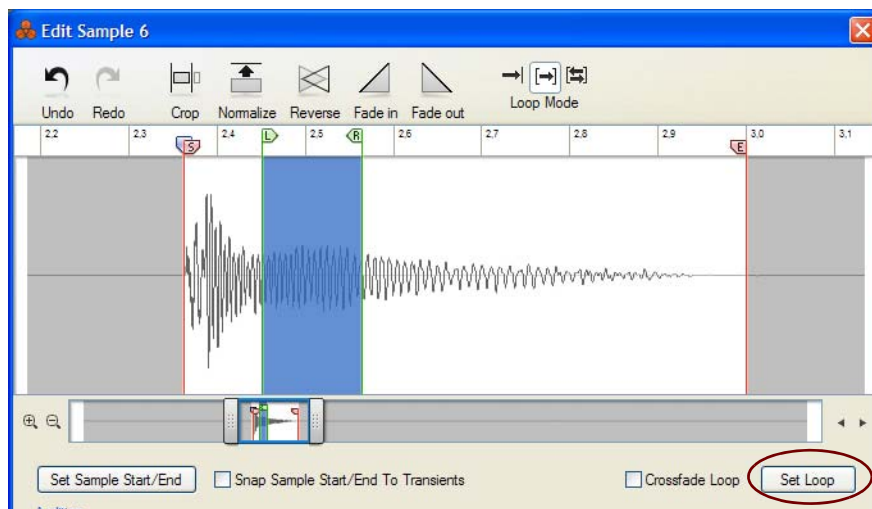 Edit Sample 6
Undo Redo Crop Normalize Reverse Fade in Fade out Loop Mode
2.2 2.3 S 2.4 L 2.5 R 2.6 2.7 2.8 2.9 E 3.0 3.1
Set Sample Start/End Snap Sample Start/End To Transients Crossfade Loop Set Loop